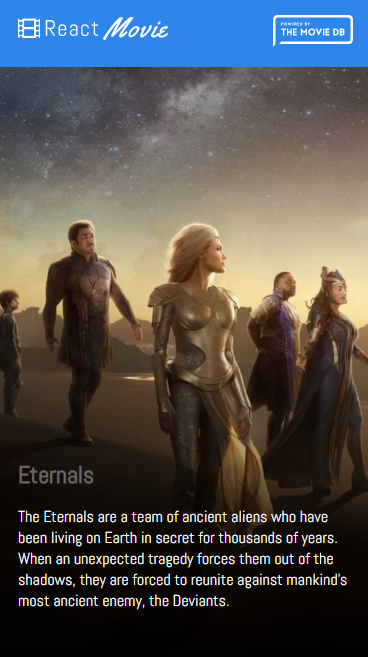 React Movie
POWERED BY
THE MOVIE DB
Eternals
The Eternals are a team of ancient aliens who have
been living on Earth in secret for thousands of years.
When an unexpected tragedy forces them out of the
shadows, they are forced to reunite against mankind's
most ancient enemy, the Deviants.